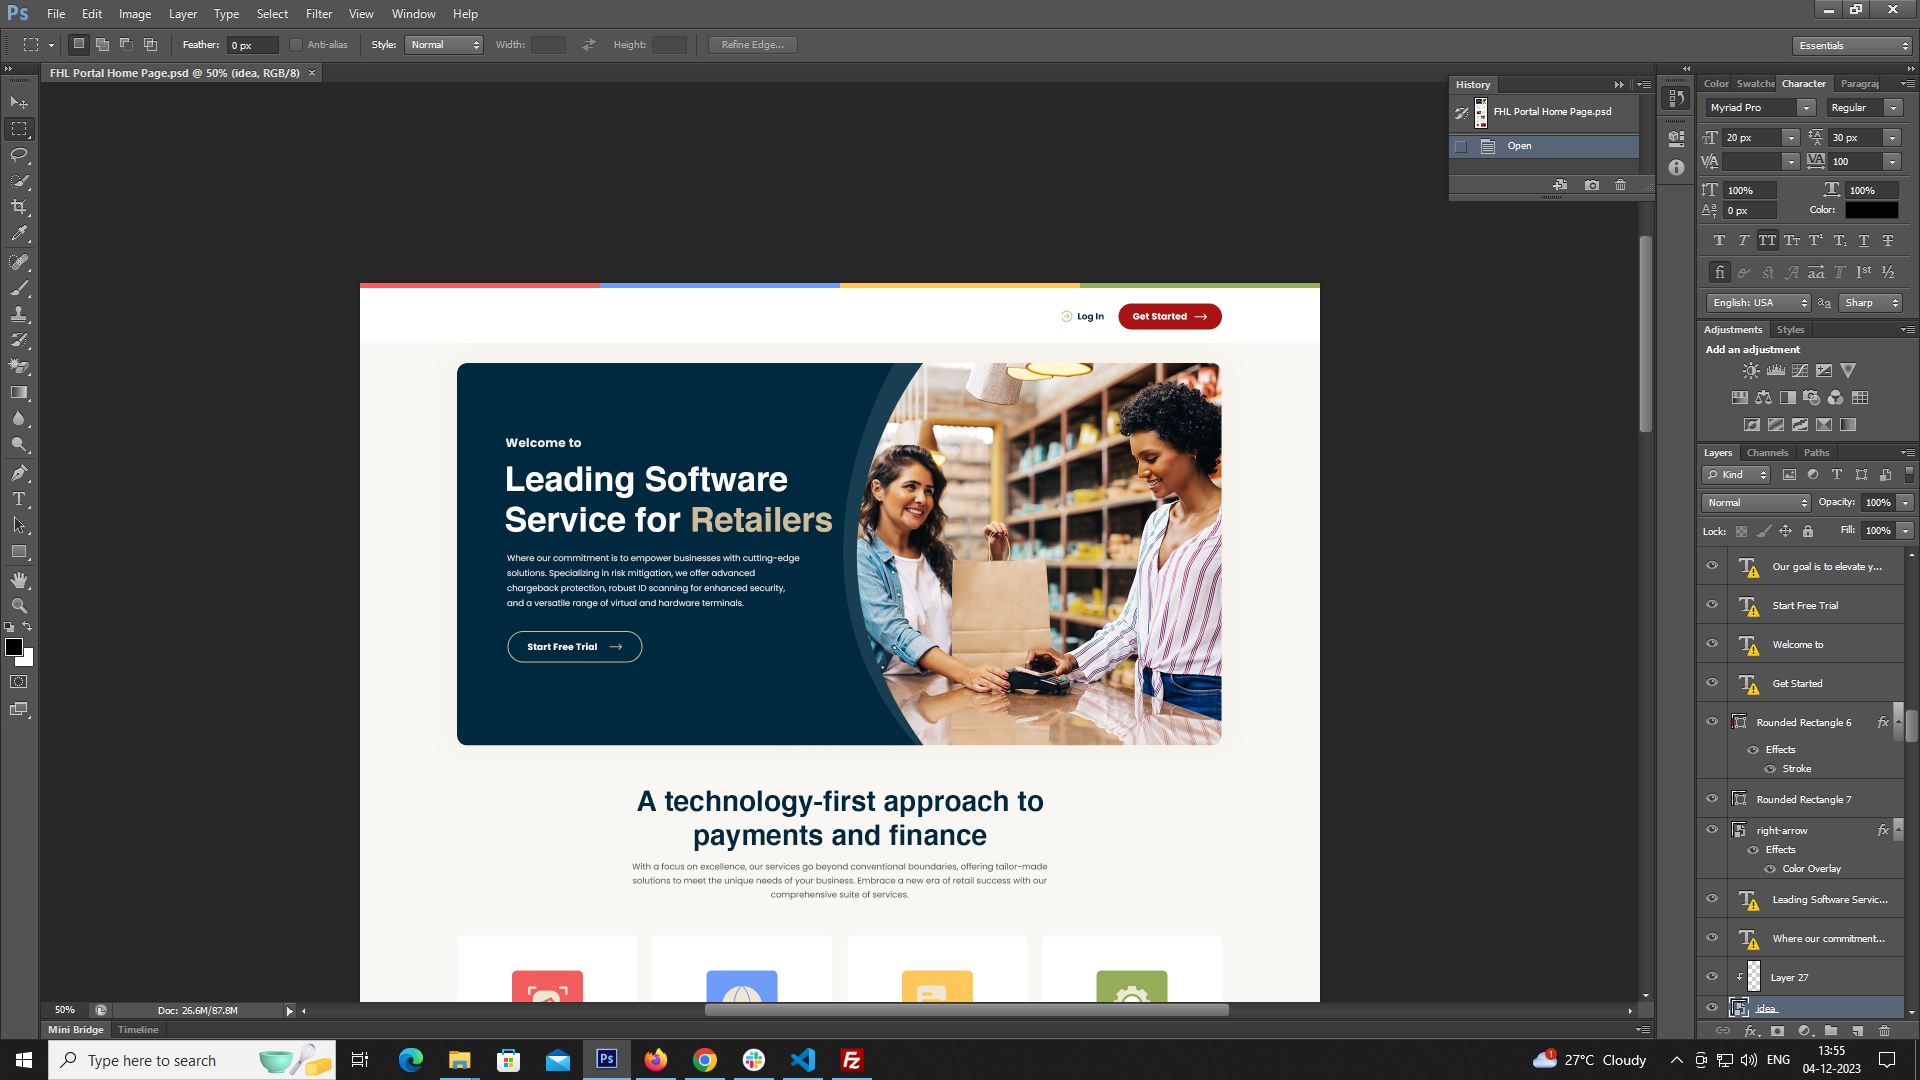 Ps File Edit Image Layer Type Select Filter View Window Help
Feather: 0 px Anti-alias Style: Normal Width: Height: Refine Edge... Essentials
FHL Portal Home Page.psd @ 50% (idea, RGB/8) ×
History
FHL Portal Home Page.psd
Open
Color Swatche Character Paragrap
Myriad Pro Regular
20 px 30 px
100
100% 100%
0 px Color:
English: USA Sharp
Adjustments Styles
Add an adjustment
Layers Channels Paths
Kind
Normal Opacity: 100%
Lock: Fill: 100%
Our goal is to elevate y...
Start Free Trial
Welcome to
Get Started
Rounded Rectangle 6 fx
Effects
Stroke
Rounded Rectangle 7
right-arrow fx
Effects
Color Overlay
Leading Software Servic...
Where our commitment...
Layer 27
idea
Log In Get Started
Welcome to
Leading Software
Service for Retailers
Where our commitment is to empower businesses with cutting-edge
solutions. Specializing in risk mitigation, we offer advanced
chargeback protection, robust ID scanning for enhanced security,
and a versatile range of virtual and hardware terminals.
Start Free Trial
A technology-first approach to
payments and finance
With a focus on excellence, our services go beyond conventional boundaries, offering tailor-made
solutions to meet the unique needs of your business. Embrace a new era of retail success with our
comprehensive suite of services.
50% Doc: 26.6M/87.8M
Mini Bridge Timeline
Type here to search
27°C Cloudy ENG 13:55
04-12-2023